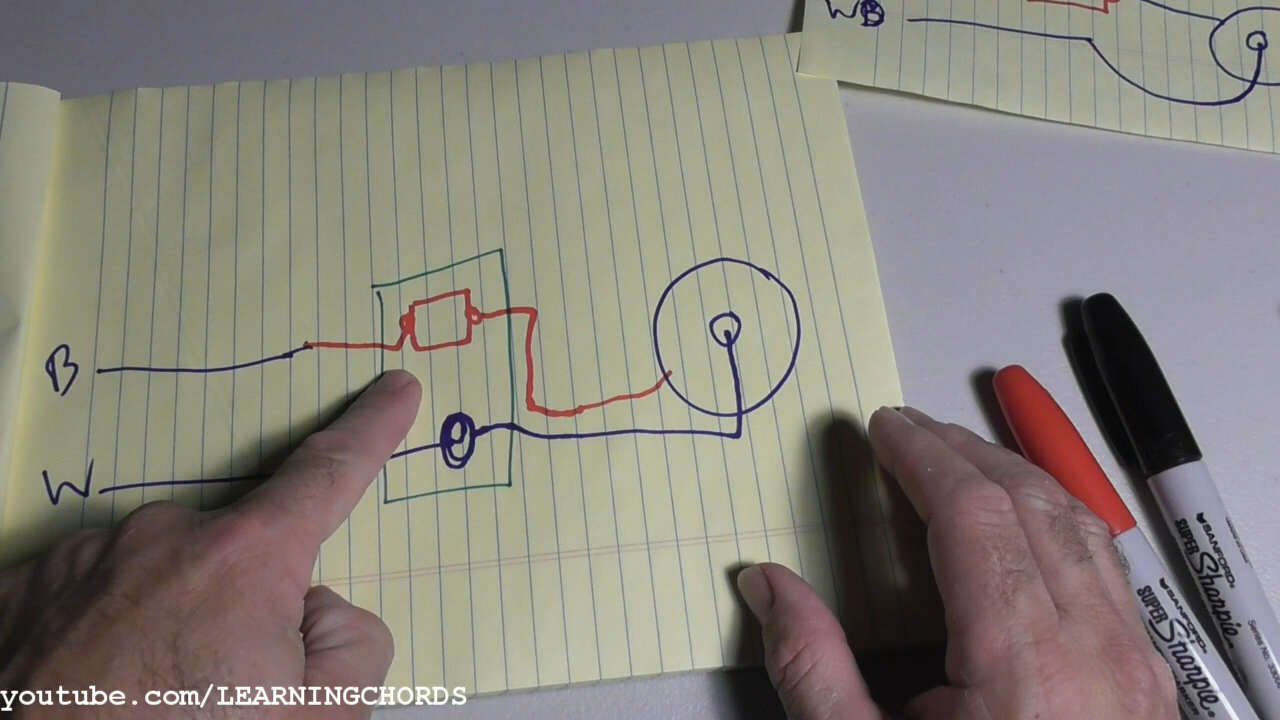 WB
B
W
SANFORD®
SUPER
Sharpie
SANFORD®
SUPER
Sharpie
youtube.com/LEARNINGCHORDS